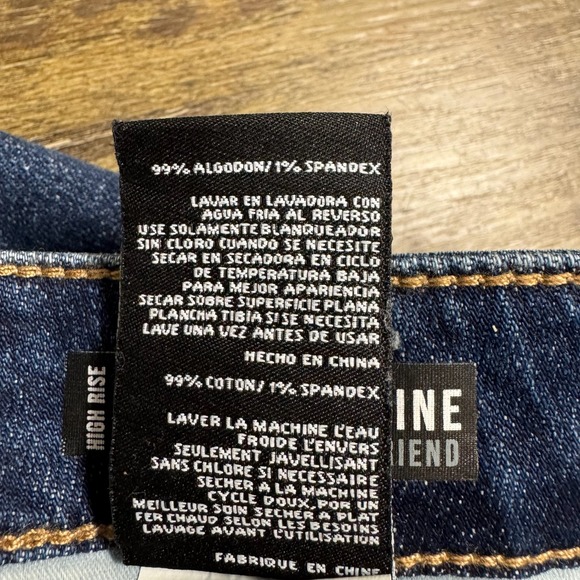 99% ALGODON/1% SPANDEX
LAVAR EN LAVADORA CON
AGUA FRIA AL REVERSO
USE SOLAMENTE BLANQUEADOR
SIN CLORO CUANDO SE NECESITE
SECAR EN SECADORA EN CICLO
DE TEMPERATURA BAJA
PARA MEJOR APARIENCIA
SECAR SOBRE SUPERFICIE PLANA
PLANCHA TIBIA SI SE NECESITA
LAVE UNA VEZ ANTES DE USAR
HECHO EN CHINA
99% COTON/1% SPANDEX
LAVER LA MACHINE L'EAU
FROIDE L'ENVERS
SEULEMENT JAVELLISANT
SANS CHLORE SI NECESSAIRE
SECHER A LA MACHINE
CYCLE DOUX, POR UN
MEILLEUR SOIN SECHER A PLAT
FER CHAUD SELON LES BESOINS
LAVAGE AVANT L'UTILISANT
FABRIQUE EN CHINE
HIGH RISE
INE
RIEND